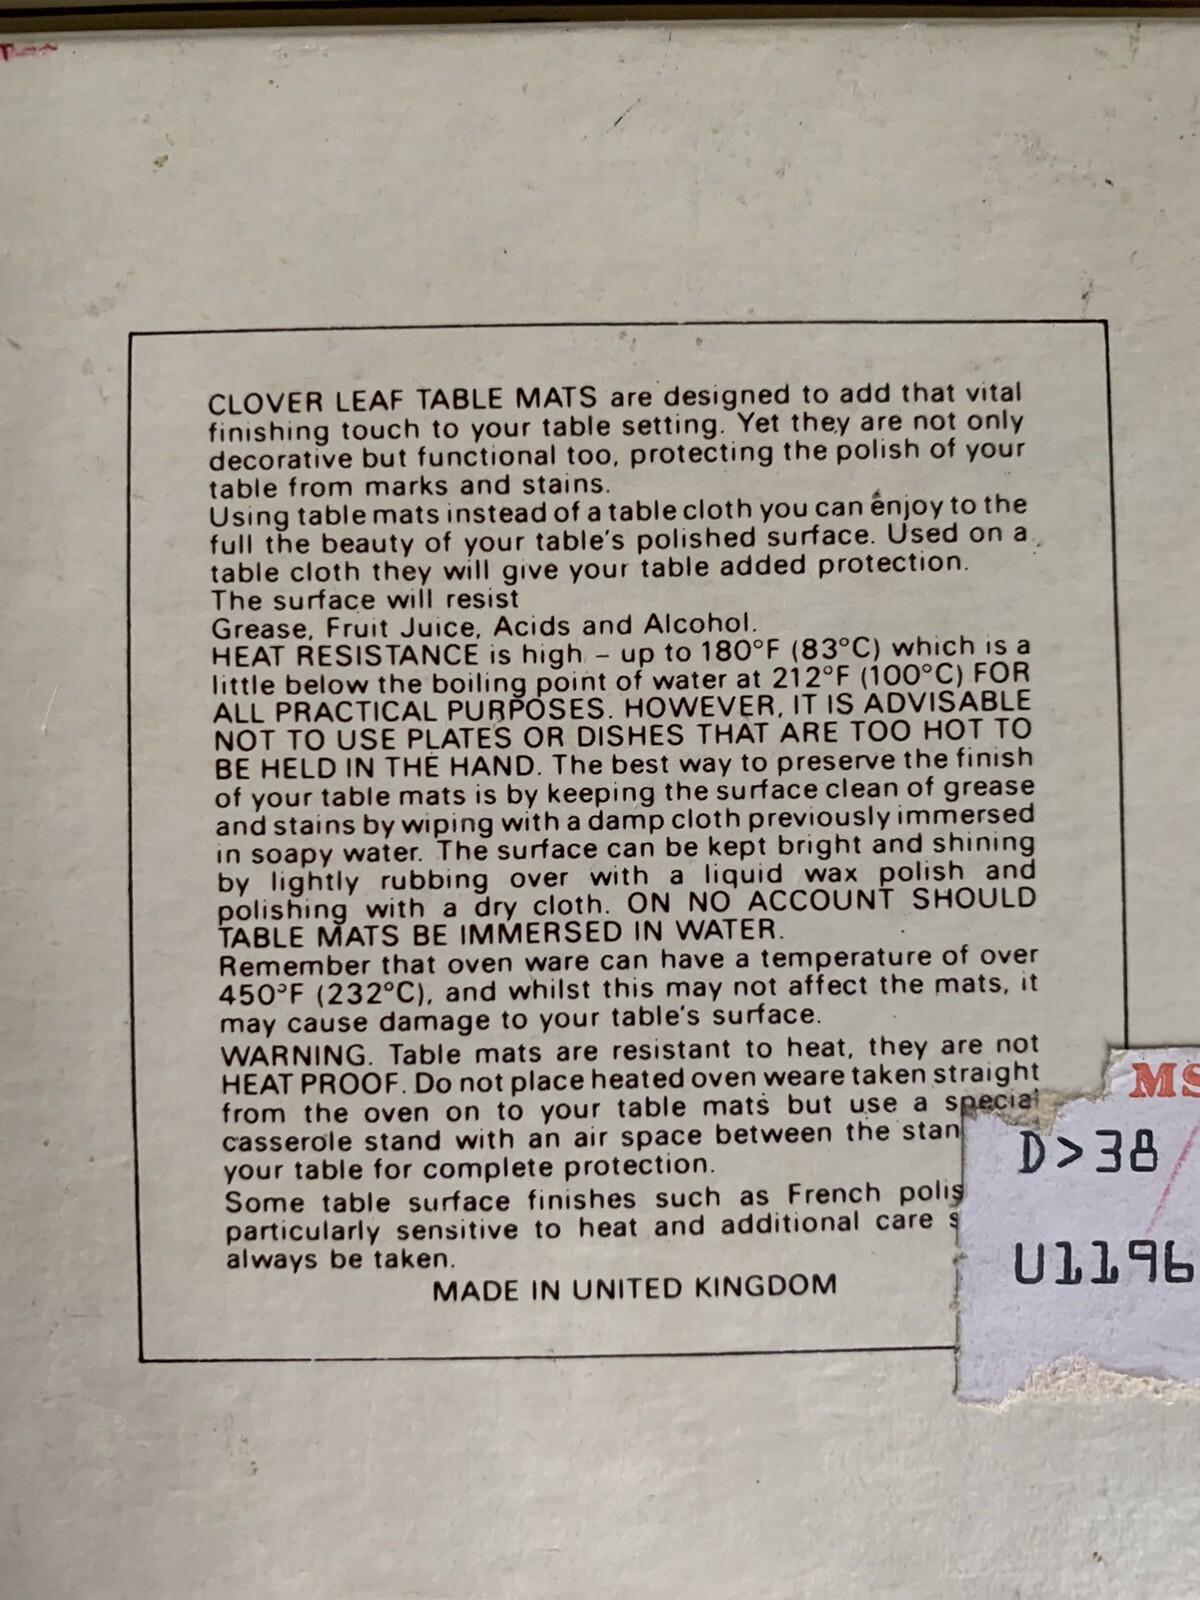 CLOVER LEAF TABLE MATS are designed to add that vital
finishing touch to your table setting. Yet they are not only
decorative but functional too, protecting the polish of your
table from marks and stains.
Using table mats instead of a table cloth you can enjoy to the
full the beauty of your table's polished surface. Used on a
table cloth they will give your table added protection.
The surface will resist
Grease, Fruit Juice, Acids and Alcohol.
HEAT RESISTANCE is high – up to 180°F (83°C) which is a
little below the boiling point of water at 212°F (100°C) FOR
ALL PRACTICAL PURPOSES. HOWEVER, IT IS ADVISABLE
NOT TO USE PLATES OR DISHES THAT ARE TOO HOT TO
BE HELD IN THE HAND. The best way to preserve the finish
of your table mats is by keeping the surface clean of grease
and stains by wiping with a damp cloth previously immersed
in soapy water. The surface can be kept bright and shining
by lightly rubbing over with a liquid wax polish and
polishing with a dry cloth. ON NO ACCOUNT SHOULD
TABLE MATS BE IMMERSED IN WATER.
Remember that oven ware can have a temperature of over
450°F (232°C), and whilst this may not affect the mats, it
may cause damage to your table's surface.
WARNING. Table mats are resistant to heat, they are not
HEAT PROOF. Do not place heated oven weare taken straight
from the oven on to your table mats but use a special
casserole stand with an air space between the stan
your table for complete protection.
Some table surface finishes such as French polis
particularly sensitive to heat and additional care s
always be taken.
MADE IN UNITED KINGDOM
MS
D>38
U1196